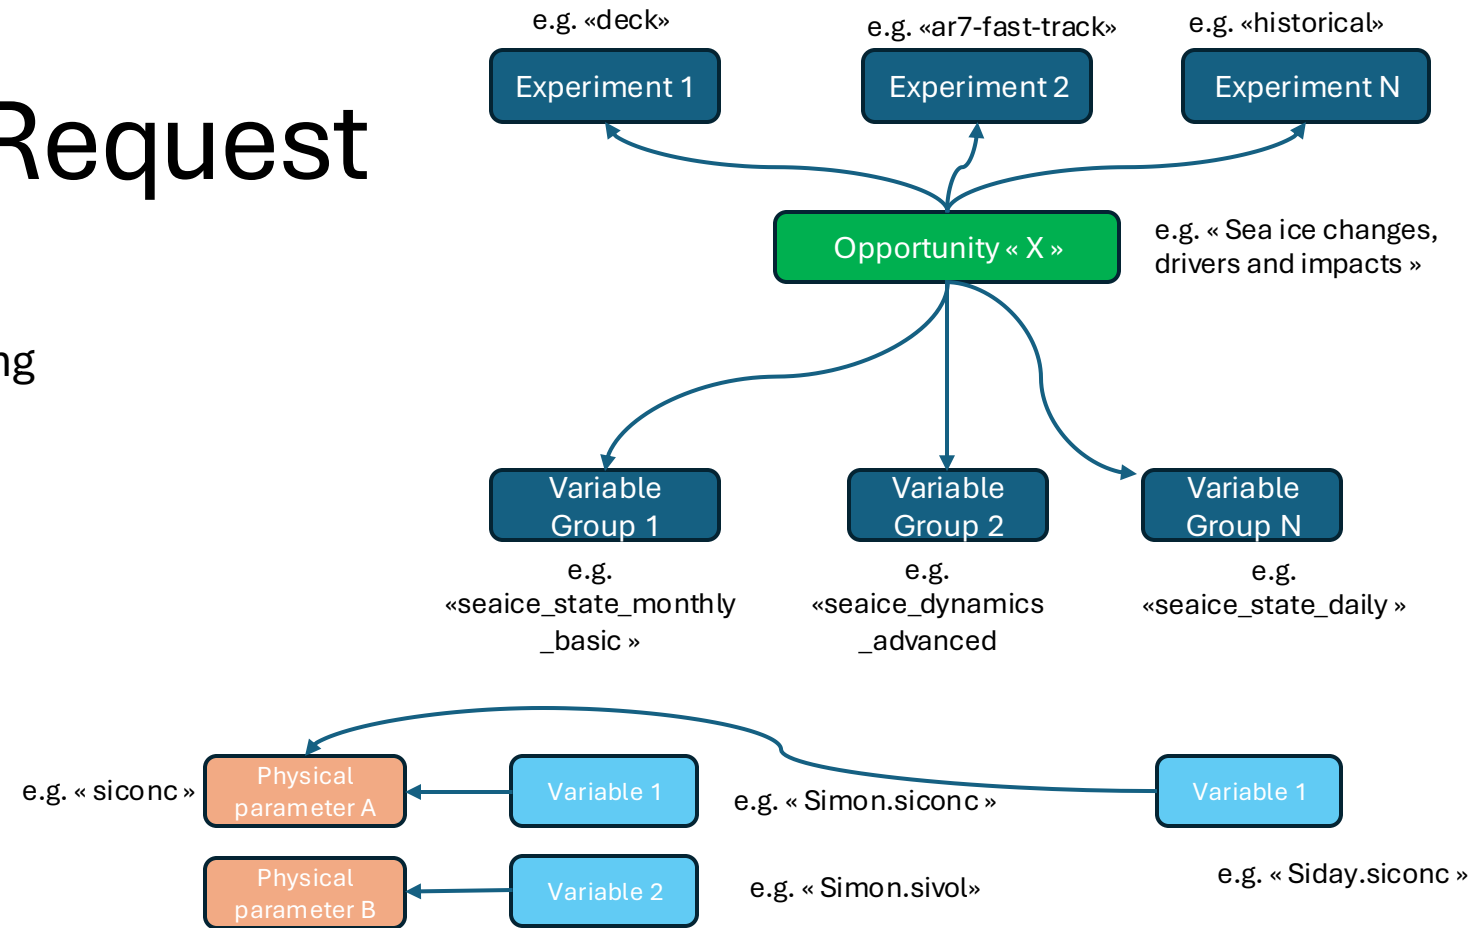 e.g. «deck»
e.g. «ar7-fast-track»
e.g. «historical»
Experiment 1
Experiment 2
Experiment N
Request
Opportunity « X »
e.g. « Sea ice changes,
drivers and impacts »
ng
Variable
Group 1
Variable
Group 2
Variable
Group N
e.g.
«seaice_state_monthly
_basic »
e.g.
«seaice_dynamics
_advanced
e.g.
«seaice_state_daily »
e.g. « siconc »
Physical
parameter A
Variable 1
e.g. « Simon.siconc »
Variable 1
Physical
parameter B
Variable 2
e.g. « Simon.sivol»
e.g. « Siday.siconc »